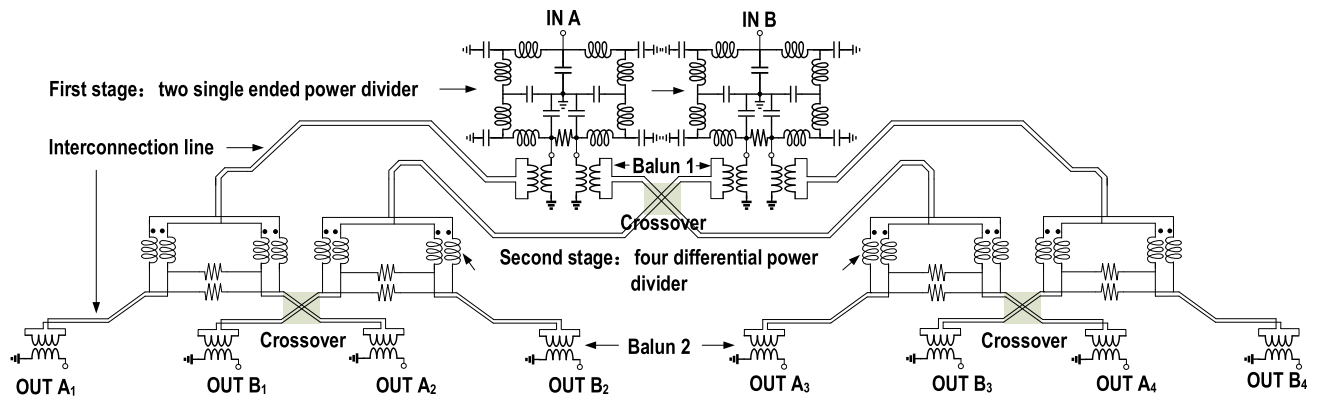 IN A
IN B
First stage：two single ended power divider
Interconnection line
Balun 1
Crossover
Second stage：four differential power
divider
Crossover
Crossover
Balun 2
OUT A1
OUT B1
OUT A2
OUT B2
OUT A3
OUT B3
OUT A4
OUT B4